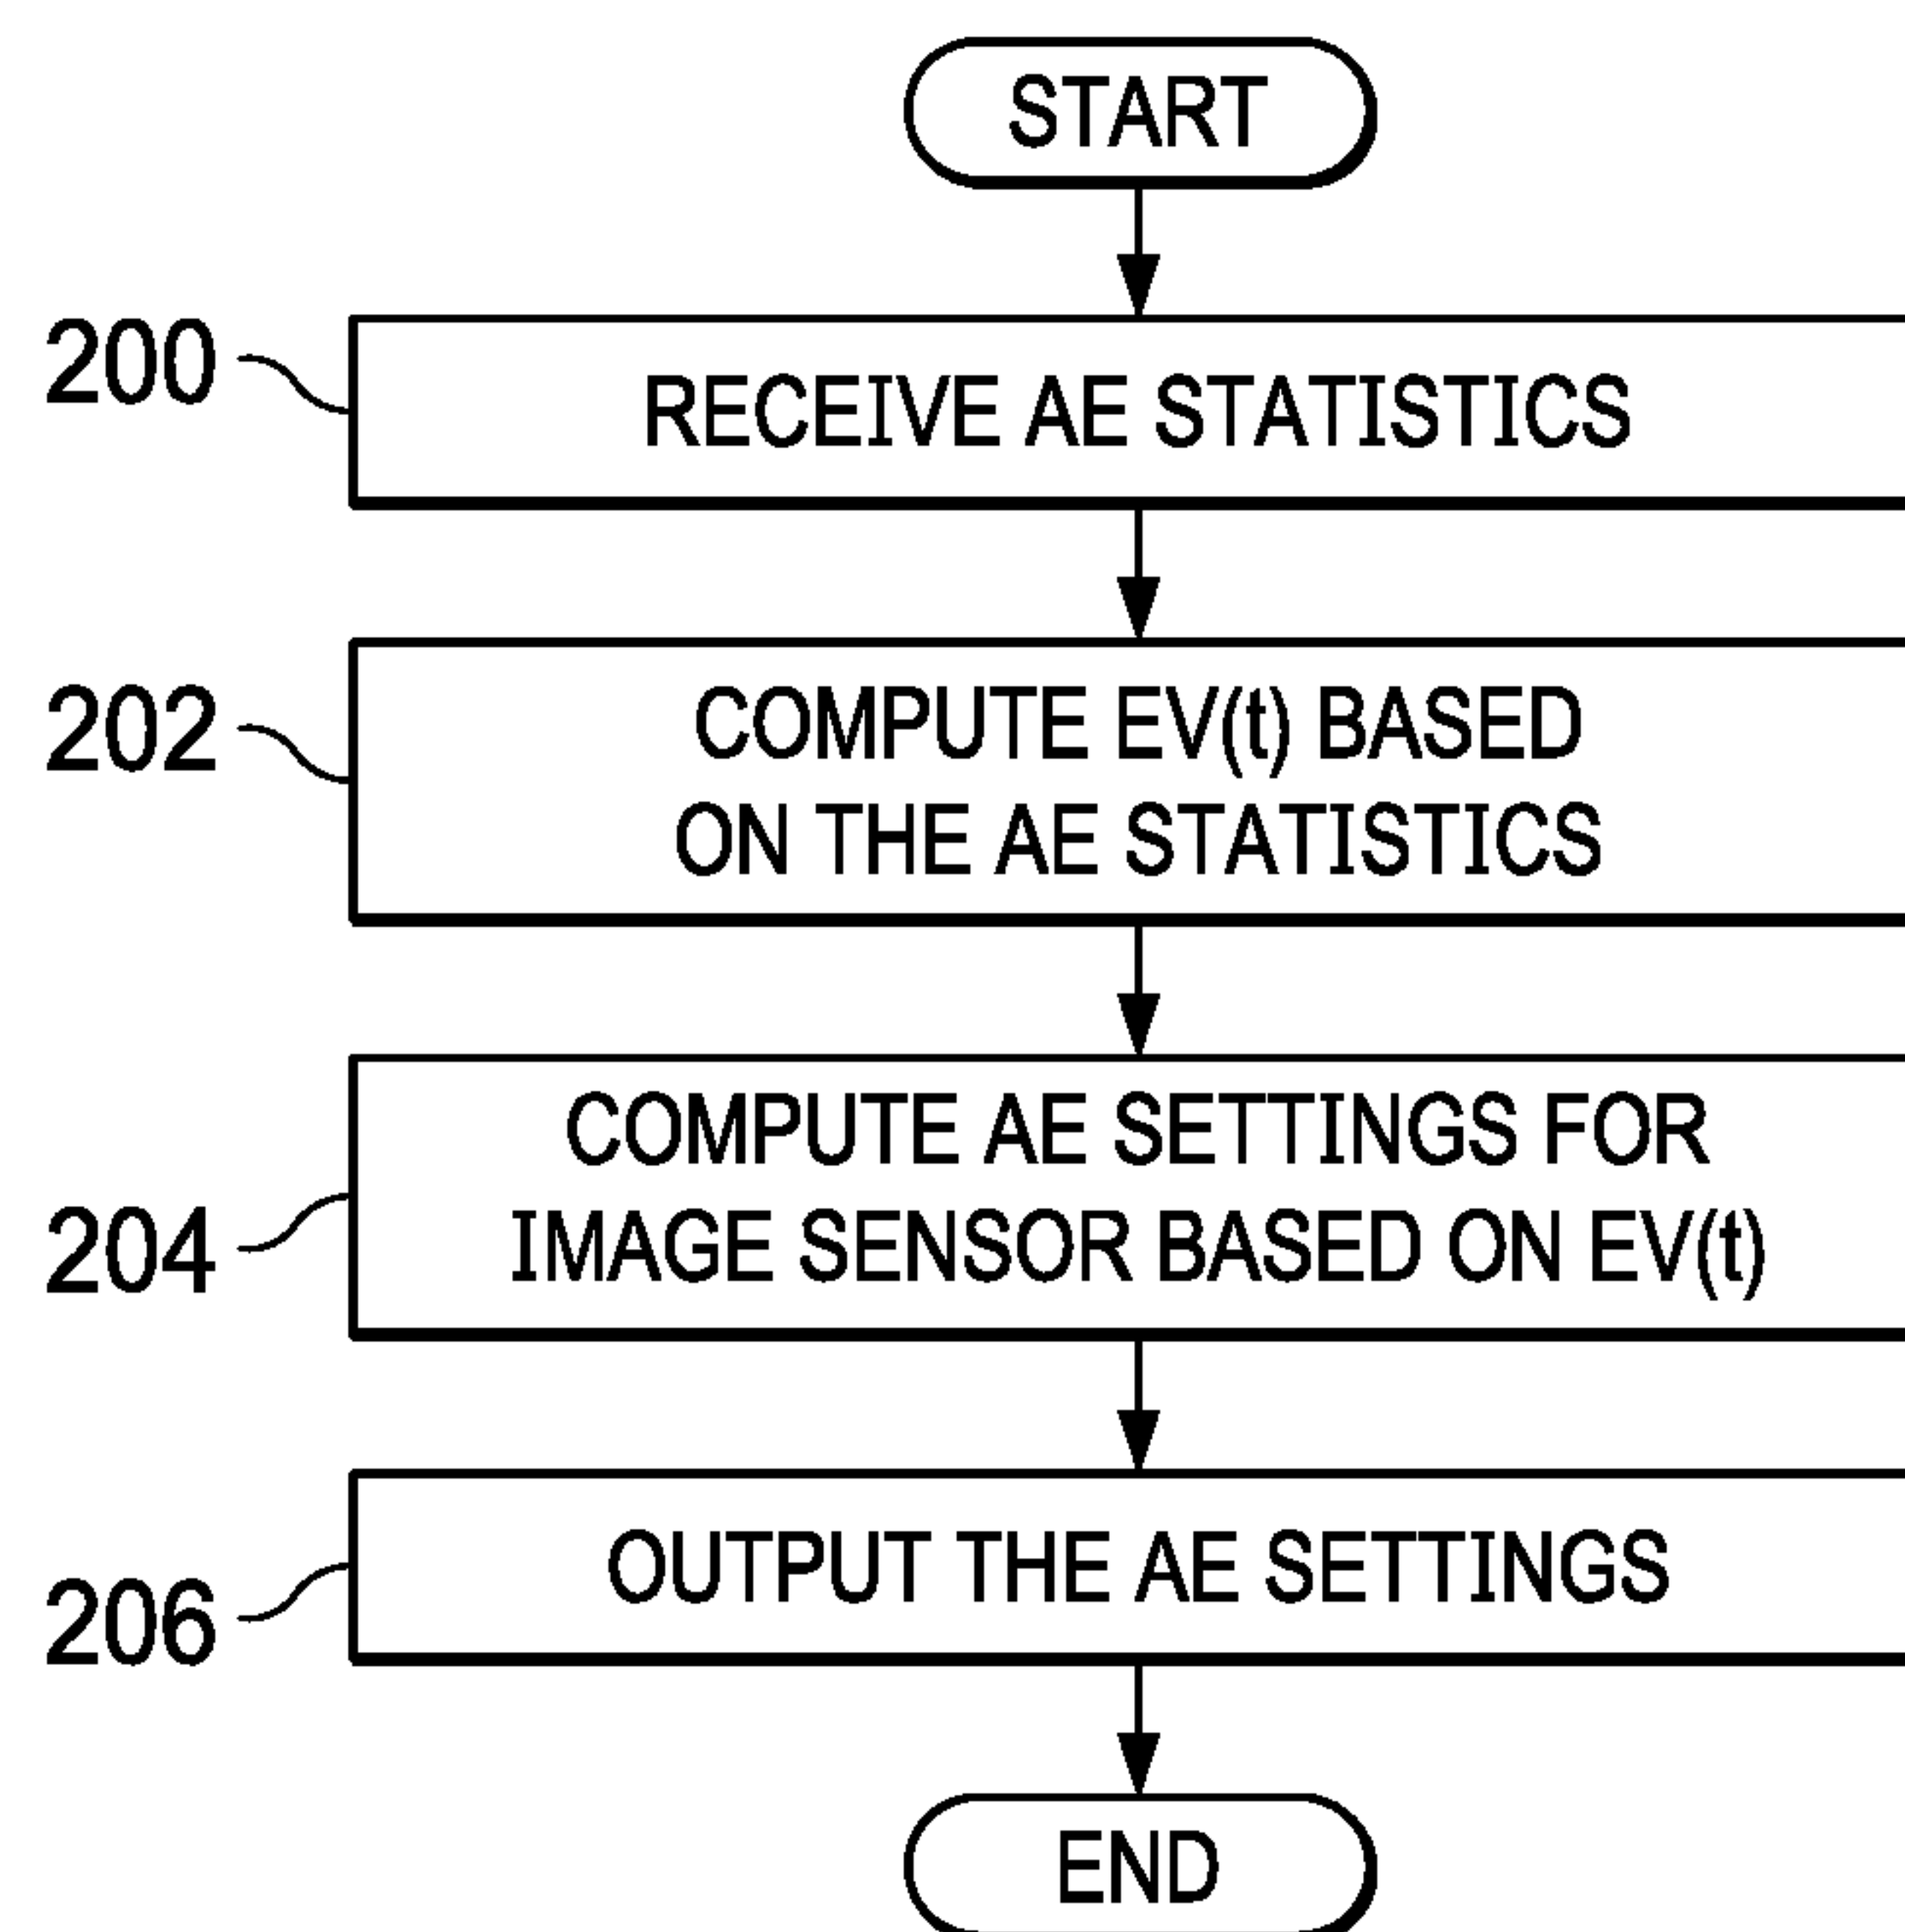 START
200
RECEIVE AE STATISTICS
202
COMPUTE EV(t) BASED
ON THE AE STATISTICS
204
COMPUTE AE SETTINGS FOR
IMAGE SENSOR BASED ON EV(t)
206
OUTPUT THE AE SETTINGS
END